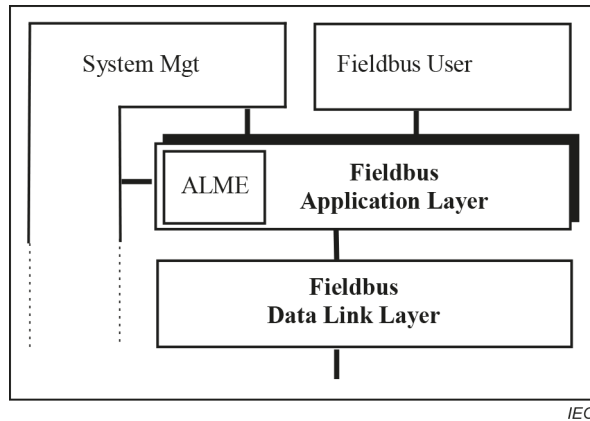 System Mgt
Fieldbus User
ALME
Fieldbus
Application Layer
Fieldbus
Data Link Layer
IEC